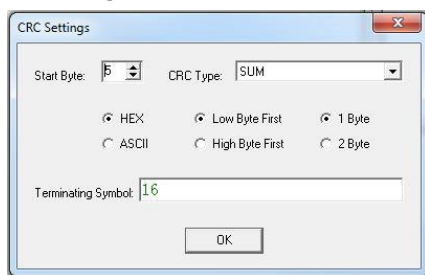 CRC Settings
Start Byte: 5 CRC Type: SUM
HEX Low Byte First 1 Byte
ASCII High Byte First 2 Byte
Terminating Symbol: 16
OK